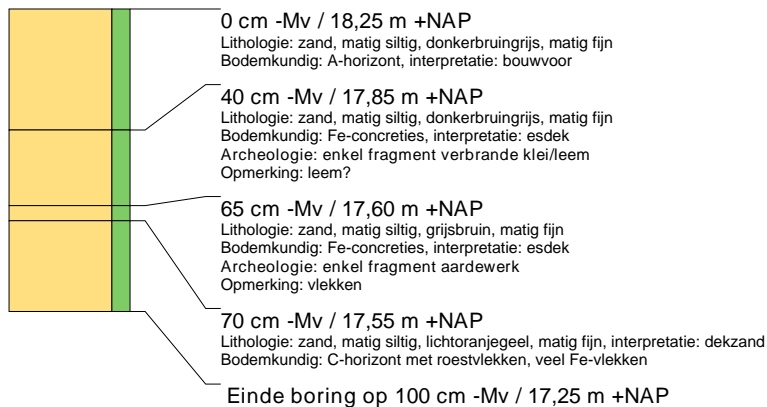 0 cm -Mv / 18,25 m +NAP
Lithologie: zand, matig siltig, donkerbruingrijs, matig fijn
Bodemkundig: A-horizont, interpretatie: bouwvoor
40 cm -Mv / 17,85 m +NAP
Lithologie: zand, matig siltig, donkerbruingrijs, matig fijn
Bodemkundig: Fe-concreties, interpretatie: esdek
Archeologie: enkel fragment verbrande klei/leem
Opmerking: leem?
65 cm -Mv / 17,60 m +NAP
Lithologie: zand, matig siltig, grijsbruin, matig fijn
Bodemkundig: Fe-concreties, interpretatie: esdek
Archeologie: enkel fragment aardewerk
Opmerking: vlekken
70 cm -Mv / 17,55 m +NAP
Lithologie: zand, matig siltig, lichtoranjegeel, matig fijn, interpretatie: dekzand
Bodemkundig: C-horizont met roestvlekken, veel Fe-vlekken
Einde boring op 100 cm -Mv / 17,25 m +NAP